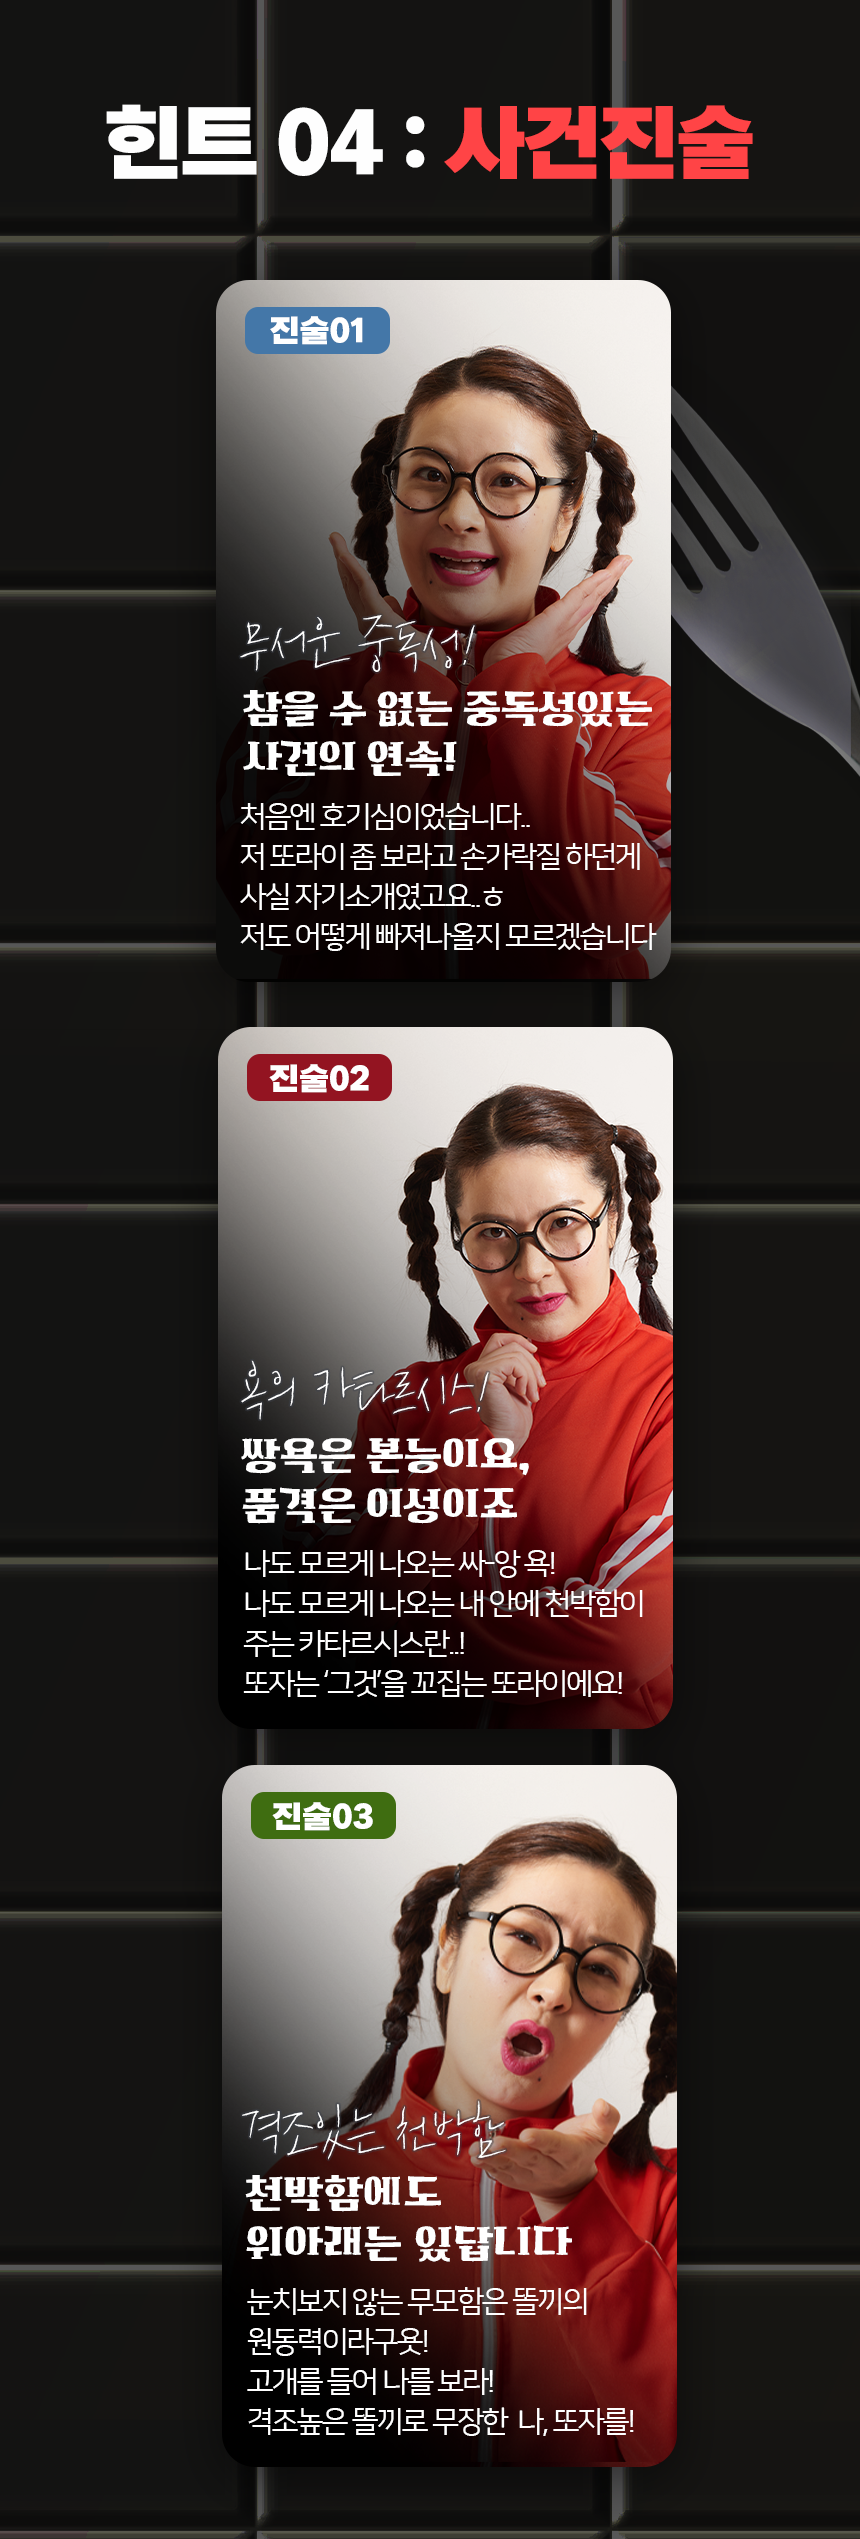 힌트 04 : 사건진술
진술01
무서운 중독성!
참을 수 없는 중독성있는
사건의 연속!
처음엔 호기심이었습니다..
저 또라이 좀 보라고 손가락질 하던게
사실 자기소개였고요..ㅎ
저도 어떻게 빠져나올지 모르겠습니다
진술02
욕의 카타르시스!
쌍욕은 본능이요,
품격은 이성이죠
나도 모르게 나오는 싸-앙 욕!
나도 모르게 나오는 내 안에 천박함이
주는 카타르시스란..!
또자는 ‘그것’을 꼬집는 또라이에요!
진술03
격조있는 천박함
천박함에도
위아래는 있답니다
눈치보지 않는 무모함은 똘끼의
원동력이라구욧!
고개를 들어 나를 보라!
격조높은 똘끼로 무장한 나, 또자를!